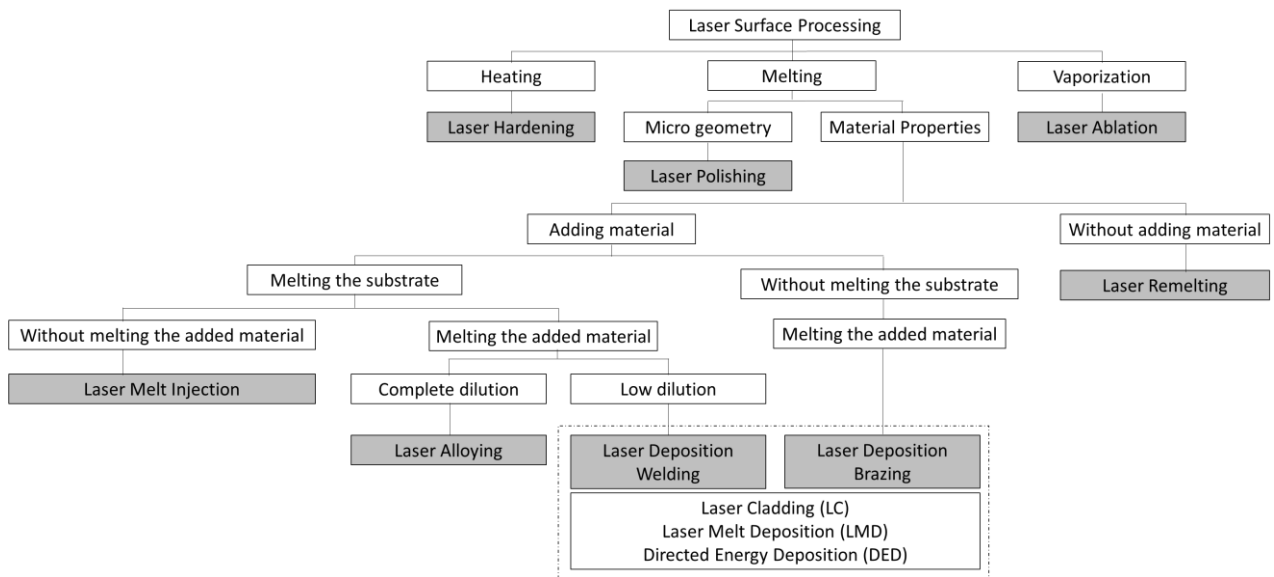 Laser Surface Processing
Heating
Melting
Vaporization
Laser Hardening
Micro geometry
Material Properties
Laser Ablation
Laser Polishing
Adding material
Without adding material
Melting the substrate
Without melting the substrate
Laser Remelting
Without melting the added material
Melting the added material
Melting the added material
Laser Melt Injection
Complete dilution
Low dilution
Laser Alloying
Laser Deposition
Welding
Laser Deposition
Brazing
Laser Cladding (LC)
Laser Melt Deposition (LMD)
Directed Energy Deposition (DED)